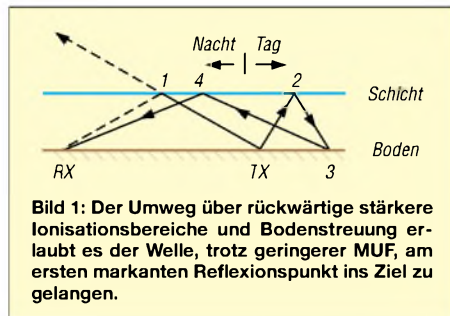 Nacht Tag
1 4 2
Schicht
Boden
RX TX 3
Bild 1: Der Umweg über rückwärtige stärkere
Ionisationsbereiche und Bodenstreuung er-
laubt es der Welle, trotz geringerer MUF, am
ersten markanten Reflexionspunkt ins Ziel zu
gelangen.